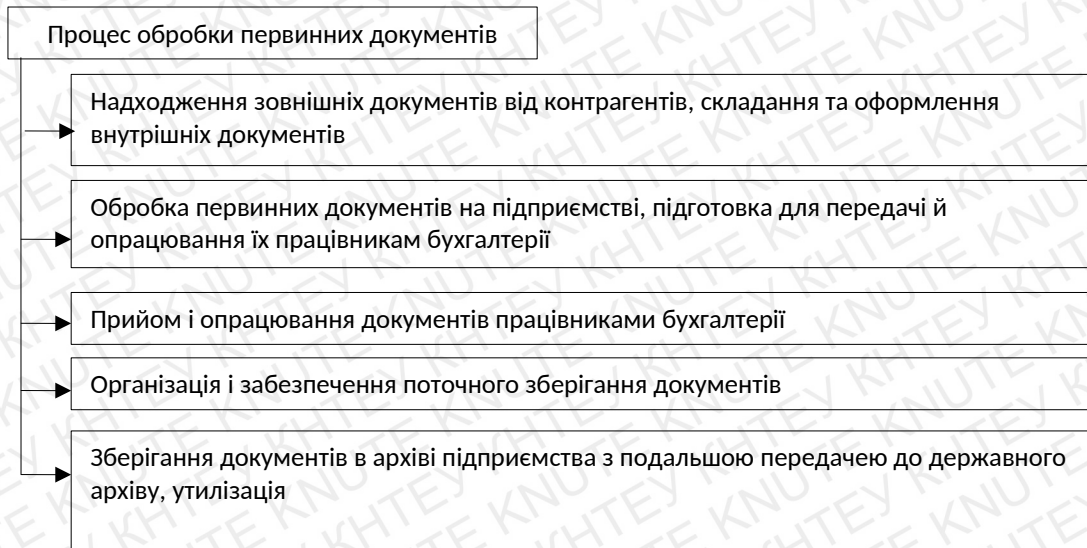 Процес обробки первинних документів
Надходження зовнішніх документів від контрагентів, складання та оформлення
внутрішніх документів
Обробка первинних документів на підприємстві, підготовка для передачі й
опрацювання їх працівникам бухгалтерії
Прийом і опрацювання документів працівниками бухгалтерії
Організація і забезпечення поточного зберігання документів
Зберігання документів в архіві підприємства з подальшою передачею до державного
архіву, утилізація